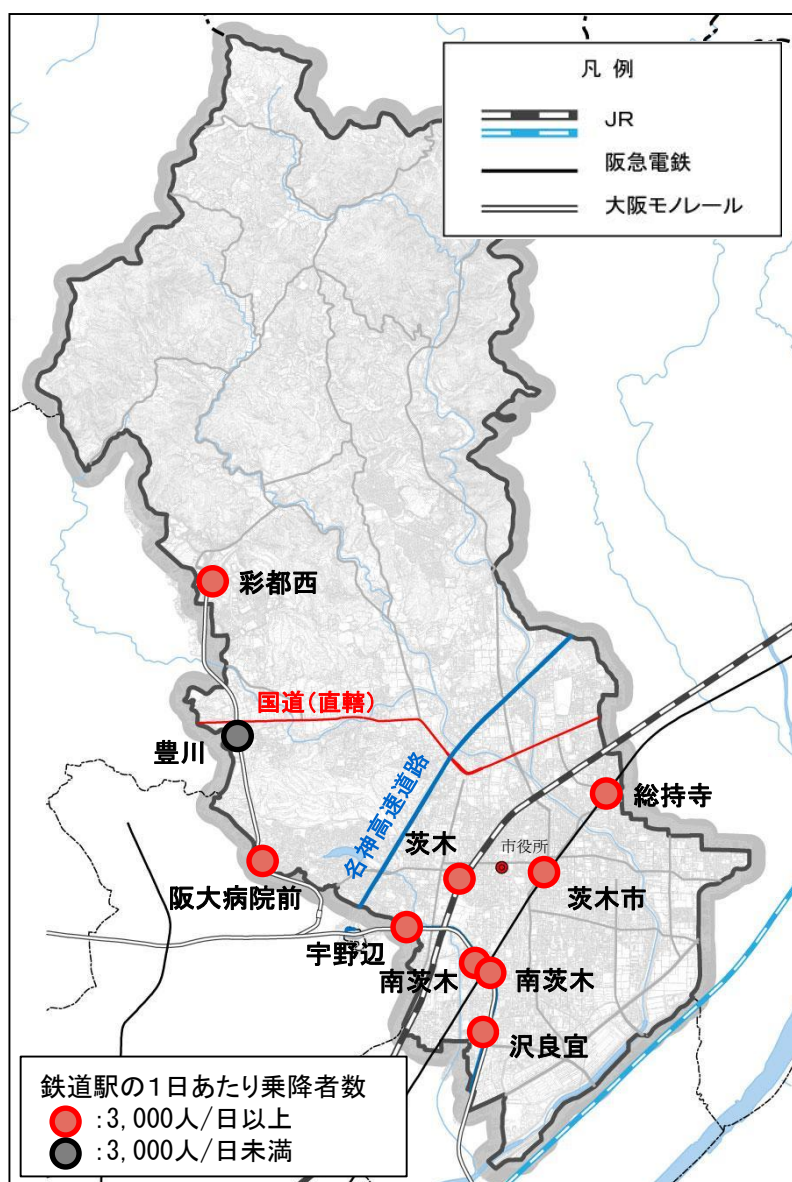 凡 例
JR
阪急電鉄
大阪モノレール
彩都西
国道(直轄)
豊川
名神高速道路
総持寺
茨木
市役所
茨木市
阪大病院前
宇野辺
南茨木
南茨木
沢良宜
鉄道駅の1日あたり乗降者数
:3,000人/日以上
:3,000人/日未満